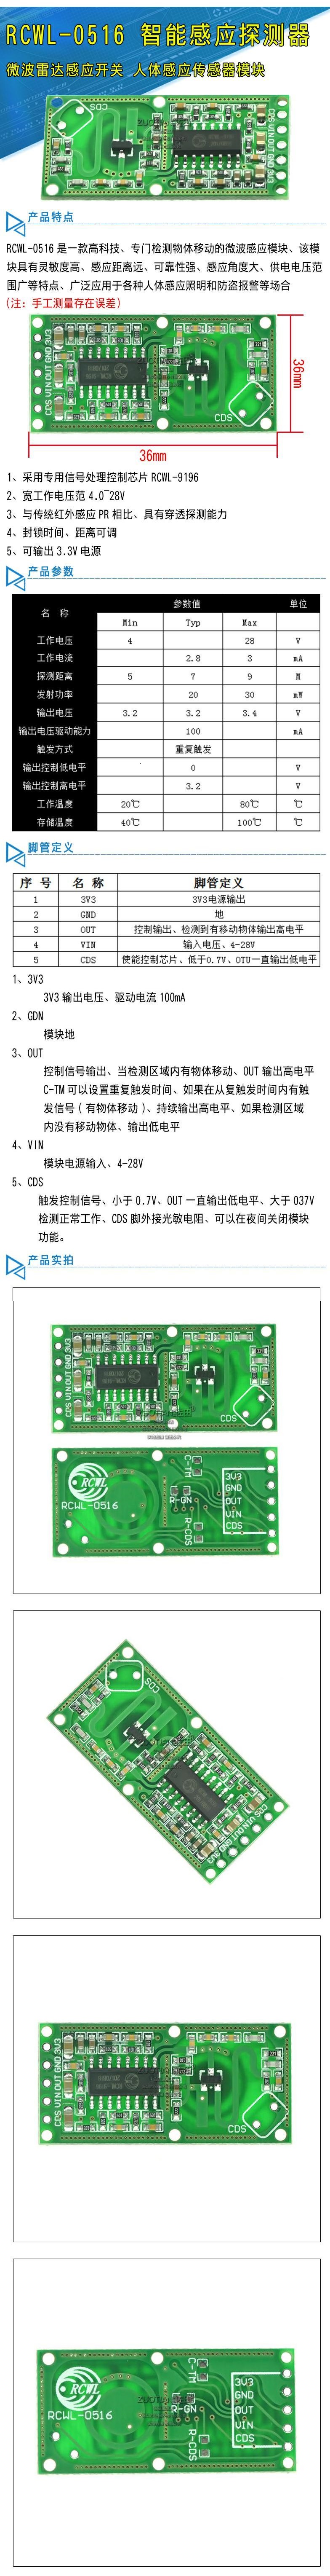 RCWL-0516 智能感应探测器
微波雷达感应开关 人体感应传感器模块
CDS
产品特点
RCWL-0516 是一款高科技、专门检测物体移动的微波感应模块、该模
块具有灵敏度高、感应距离远、可靠性强、感应角度大、供电电压范
围广等特点、广泛应用于各种人体感应照明和防盗报警等场合
(注：手工测量存在误差)
CDS VIN OUT GND 3V3
CDS
36mm
36mm
1、采用专用信号处理控制芯片 RCWL-9196
2、宽工作电压范 4.0~28V
3、与传统红外感应 PR 相比、具有穿透探测能力
4、封锁时间、距离可调
5、可输出 3.3V 电源
产品参数
名 称 参数值 单位
Min Typ Max
工作电压 4 28 V
工作电流 2.8 3 mA
探测距离 5 7 9 M
发射功率 20 30 mW
输出电压 3.2 3.2 3.4 V
输出电压驱动能力 100 mA
触发方式 重复触发
输出控制低电平 0 V
输出控制高电平 3.2 V
工作温度 20℃ 80℃ ℃
存储温度 40℃ 100℃ ℃
脚管定义
序 号 名 称 脚管定义
1 3V3 3V3电源输出
2 GND 地
3 OUT 控制输出、检测到有移动物体输出高电平
4 VIN 输入电压、4-28V
5 CDS 使能控制芯片、低于0.7V、OTU一直输出低电平
1、3V3
3V3 输出电压、驱动电流 100mA
2、GDN
模块地
3、OUT
控制信号输出、当检测区域内有物体移动、OUT 输出高电平
C-TM 可以设置重复触发时间、如果在从复触发时间内有触
发信号 ( 有物体移动 )、持续输出高电平、如果检测区域
内没有移动物体、输出低电平
4、VIN
模块电源输入、4-28V
5、CDS
触发控制信号、小于 0.7V、OUT 一直输出低电平、大于 037V
检测正常工作、CDS 脚外接光敏电阻、可以在夜间关闭模块
功能。
产品实拍
CDS VIN OUT GND 3V3
CDS
RCWL
RCWL-0516
C-TM
R-GN
R-CDS
3V3
GND
OUT
VIN
CDS
CDS
CDS VIN OUT GND 3V3
CDS VIN OUT GND 3V3
CDS
RCWL
RCWL-0516
C-TM
R-GN
R-CDS
3V3
GND
OUT
VIN
CDS